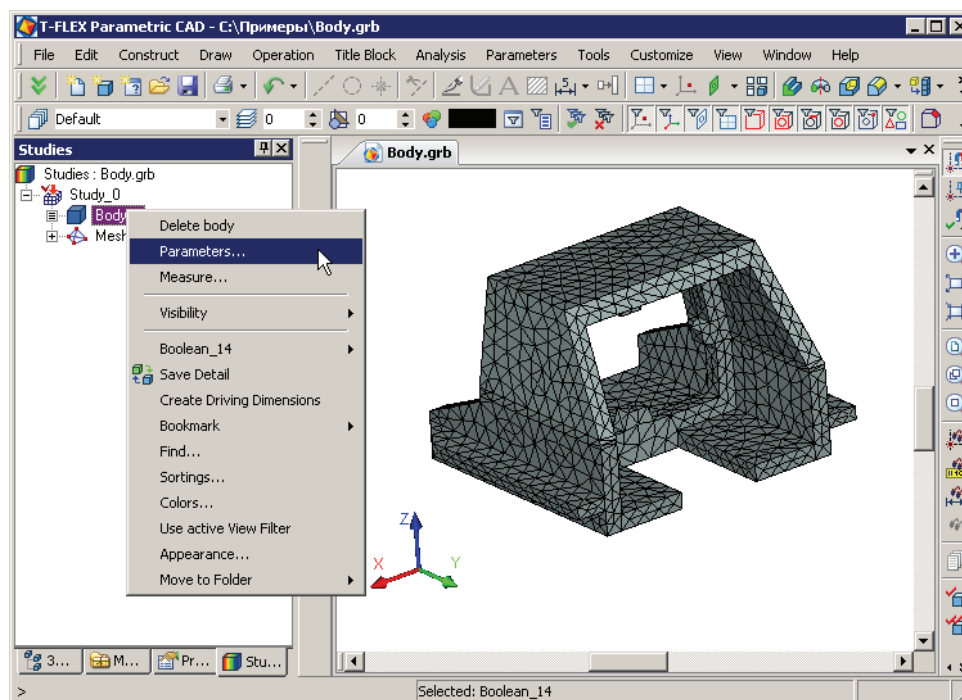 T-FLEX Parametric CAD - C:\Примеры\Body.grb
File Edit Construct Draw Operation Title Block Analysis Parameters Tools Customize View Window Help
Default 0 0
Studies
Body.grb
Studies : Body.grb
Study_0
Body
Mesh
Delete body
Parameters...
Measure...
Visibility
Boolean_14
Save Detail
Create Driving Dimensions
Bookmark
Find...
Sortings...
Colors...
Use active View Filter
Appearance...
Move to Folder
Z
X
Y
3... M... Pr... Stu...
> Selected: Boolean_14